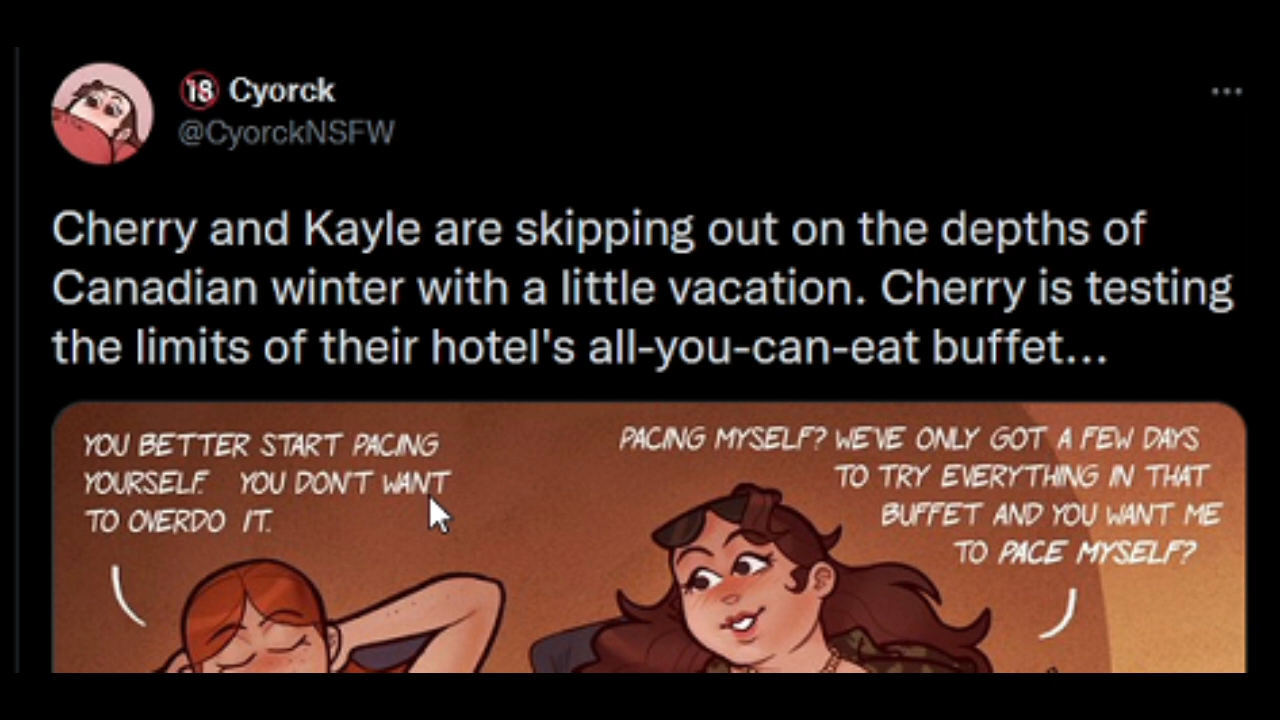 🔞 Cyorck
@CyorckNSFW
Cherry and Kayle are skipping out on the depths of
Canadian winter with a little vacation. Cherry is testing
the limits of their hotel's all-you-can-eat buffet...
YOU BETTER START PACING
YOURSELF. YOU DON'T WANT
TO OVERDO IT.
PACING MYSELF? WE'VE ONLY GOT A FEW DAYS
TO TRY EVERYTHING IN THAT
BUFFET AND YOU WANT ME
TO PACE MYSELF?